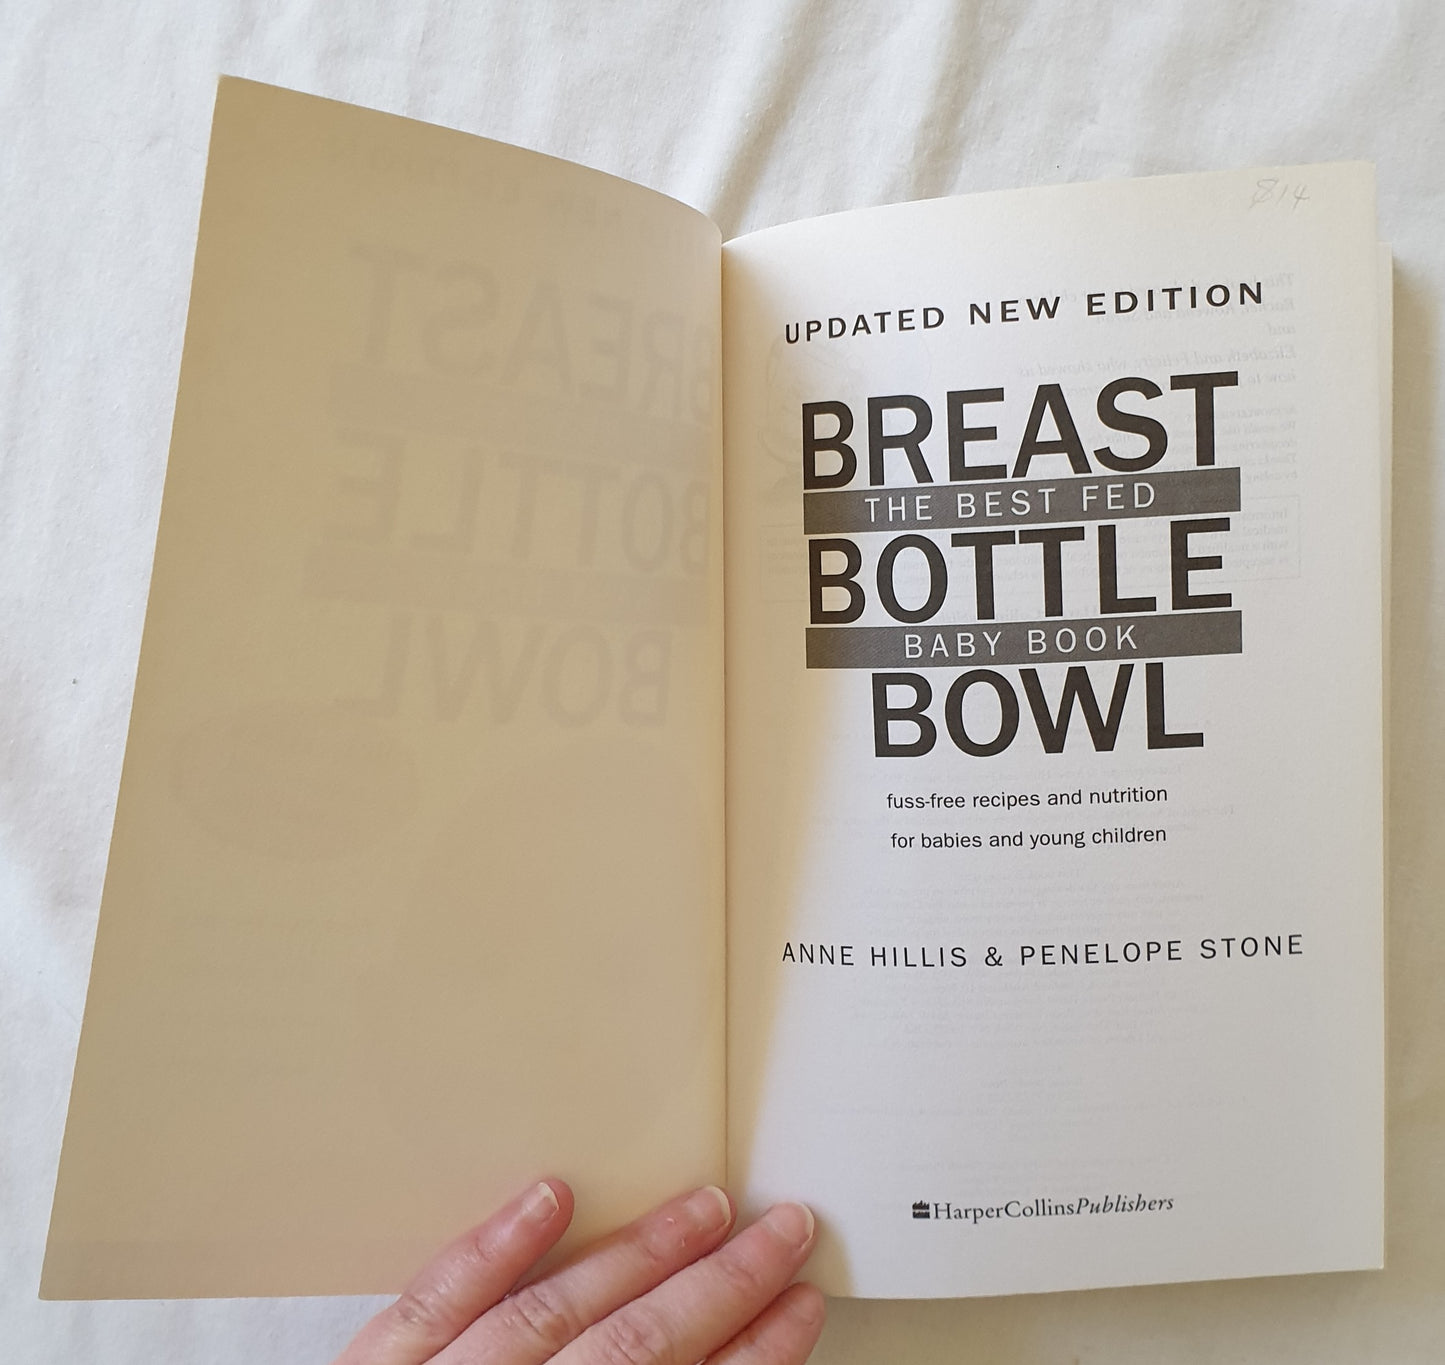 $14
UPDATED NEW EDITION
BREAST
THE BEST FED
BOTTLE
BABY BOOK
BOWL
fuss-free recipes and nutrition
for babies and young children
ANNE HILLIS & PENELOPE STONE
HarperCollinsPublishers